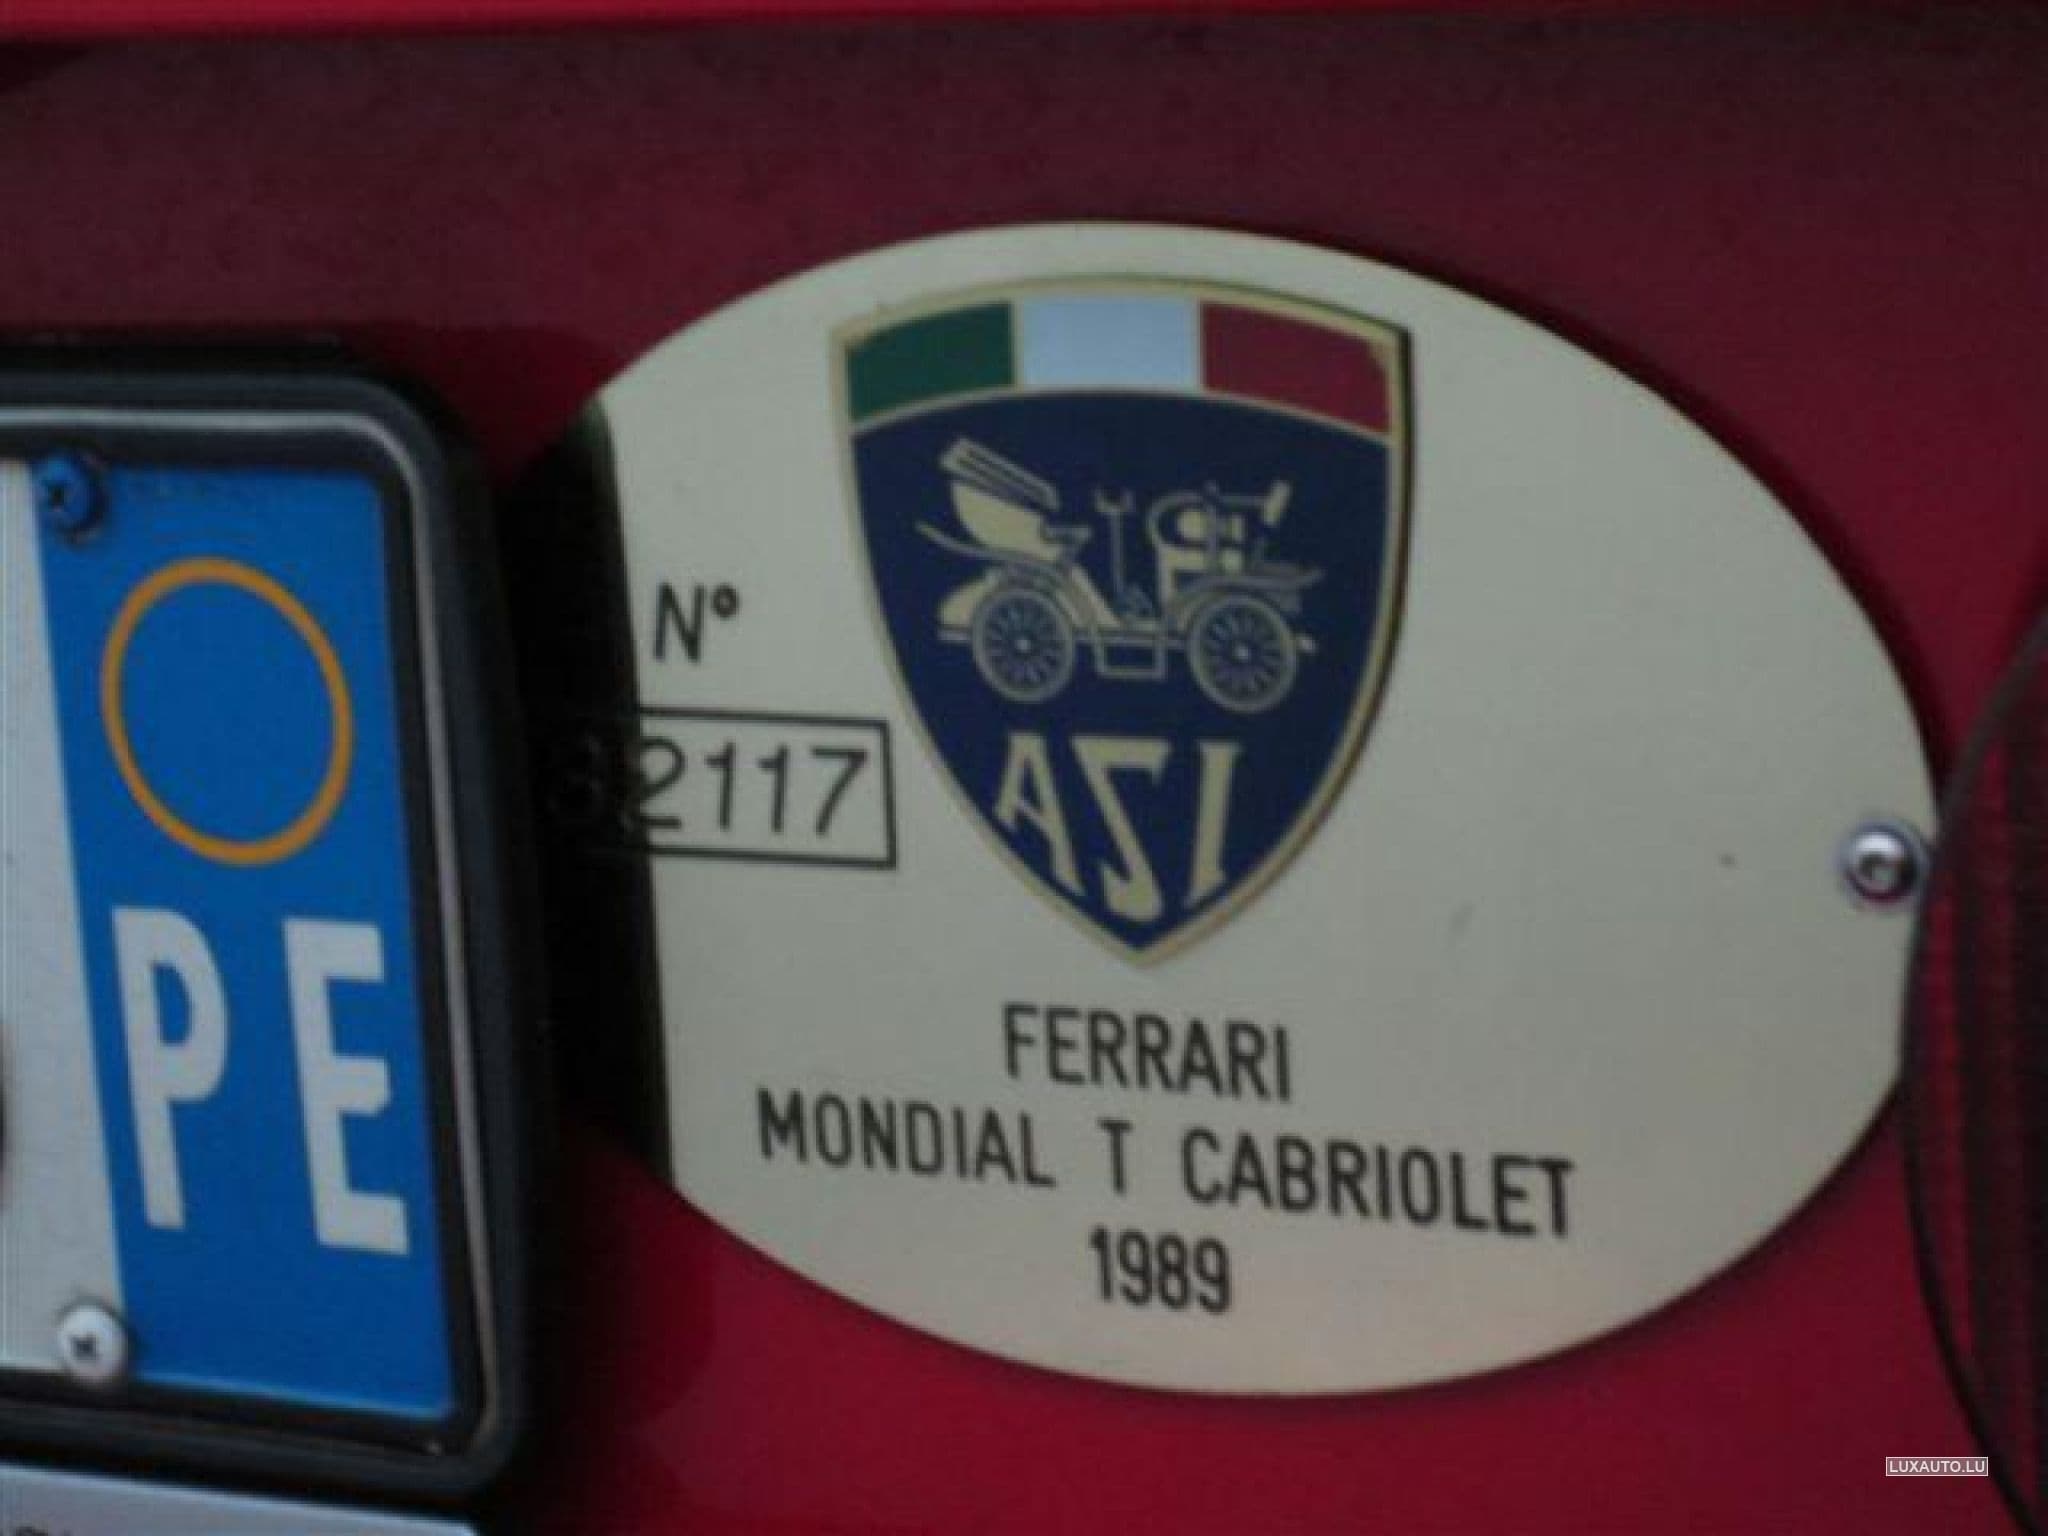 PE
N°
2117
ASI
FERRARI
MONDIAL T CABRIOLET
1989
LUXAUTO.LU